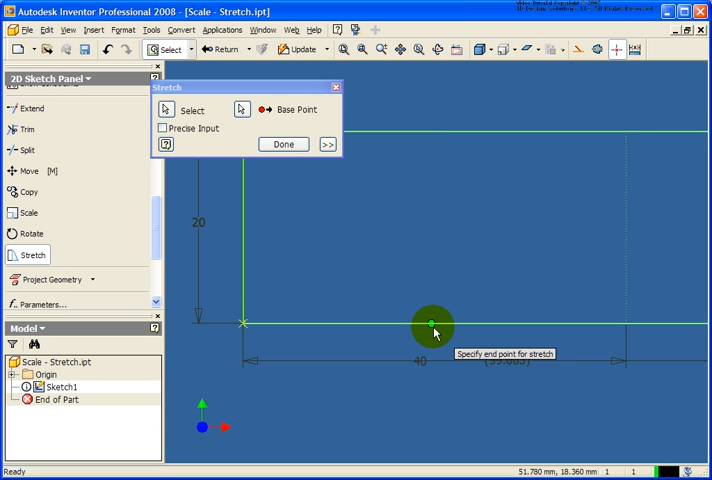 Autodesk Inventor Professional 2008 - [Scale - Stretch.ipt]
File Edit View Insert Format Tools Convert Applications Window Web Help
Select Return Update
2D Sketch Panel
Extend
Trim
Split
Move [M]
Copy
Scale
Rotate
Stretch
Project Geometry
Parameters...
Stretch
Select Base Point
Precise Input
Done >>
20
Specify end point for stretch
40
Model
Scale - Stretch.ipt
Origin
Sketch1
End of Part
Ready
51.780 mm, 18.360 mm 1 1